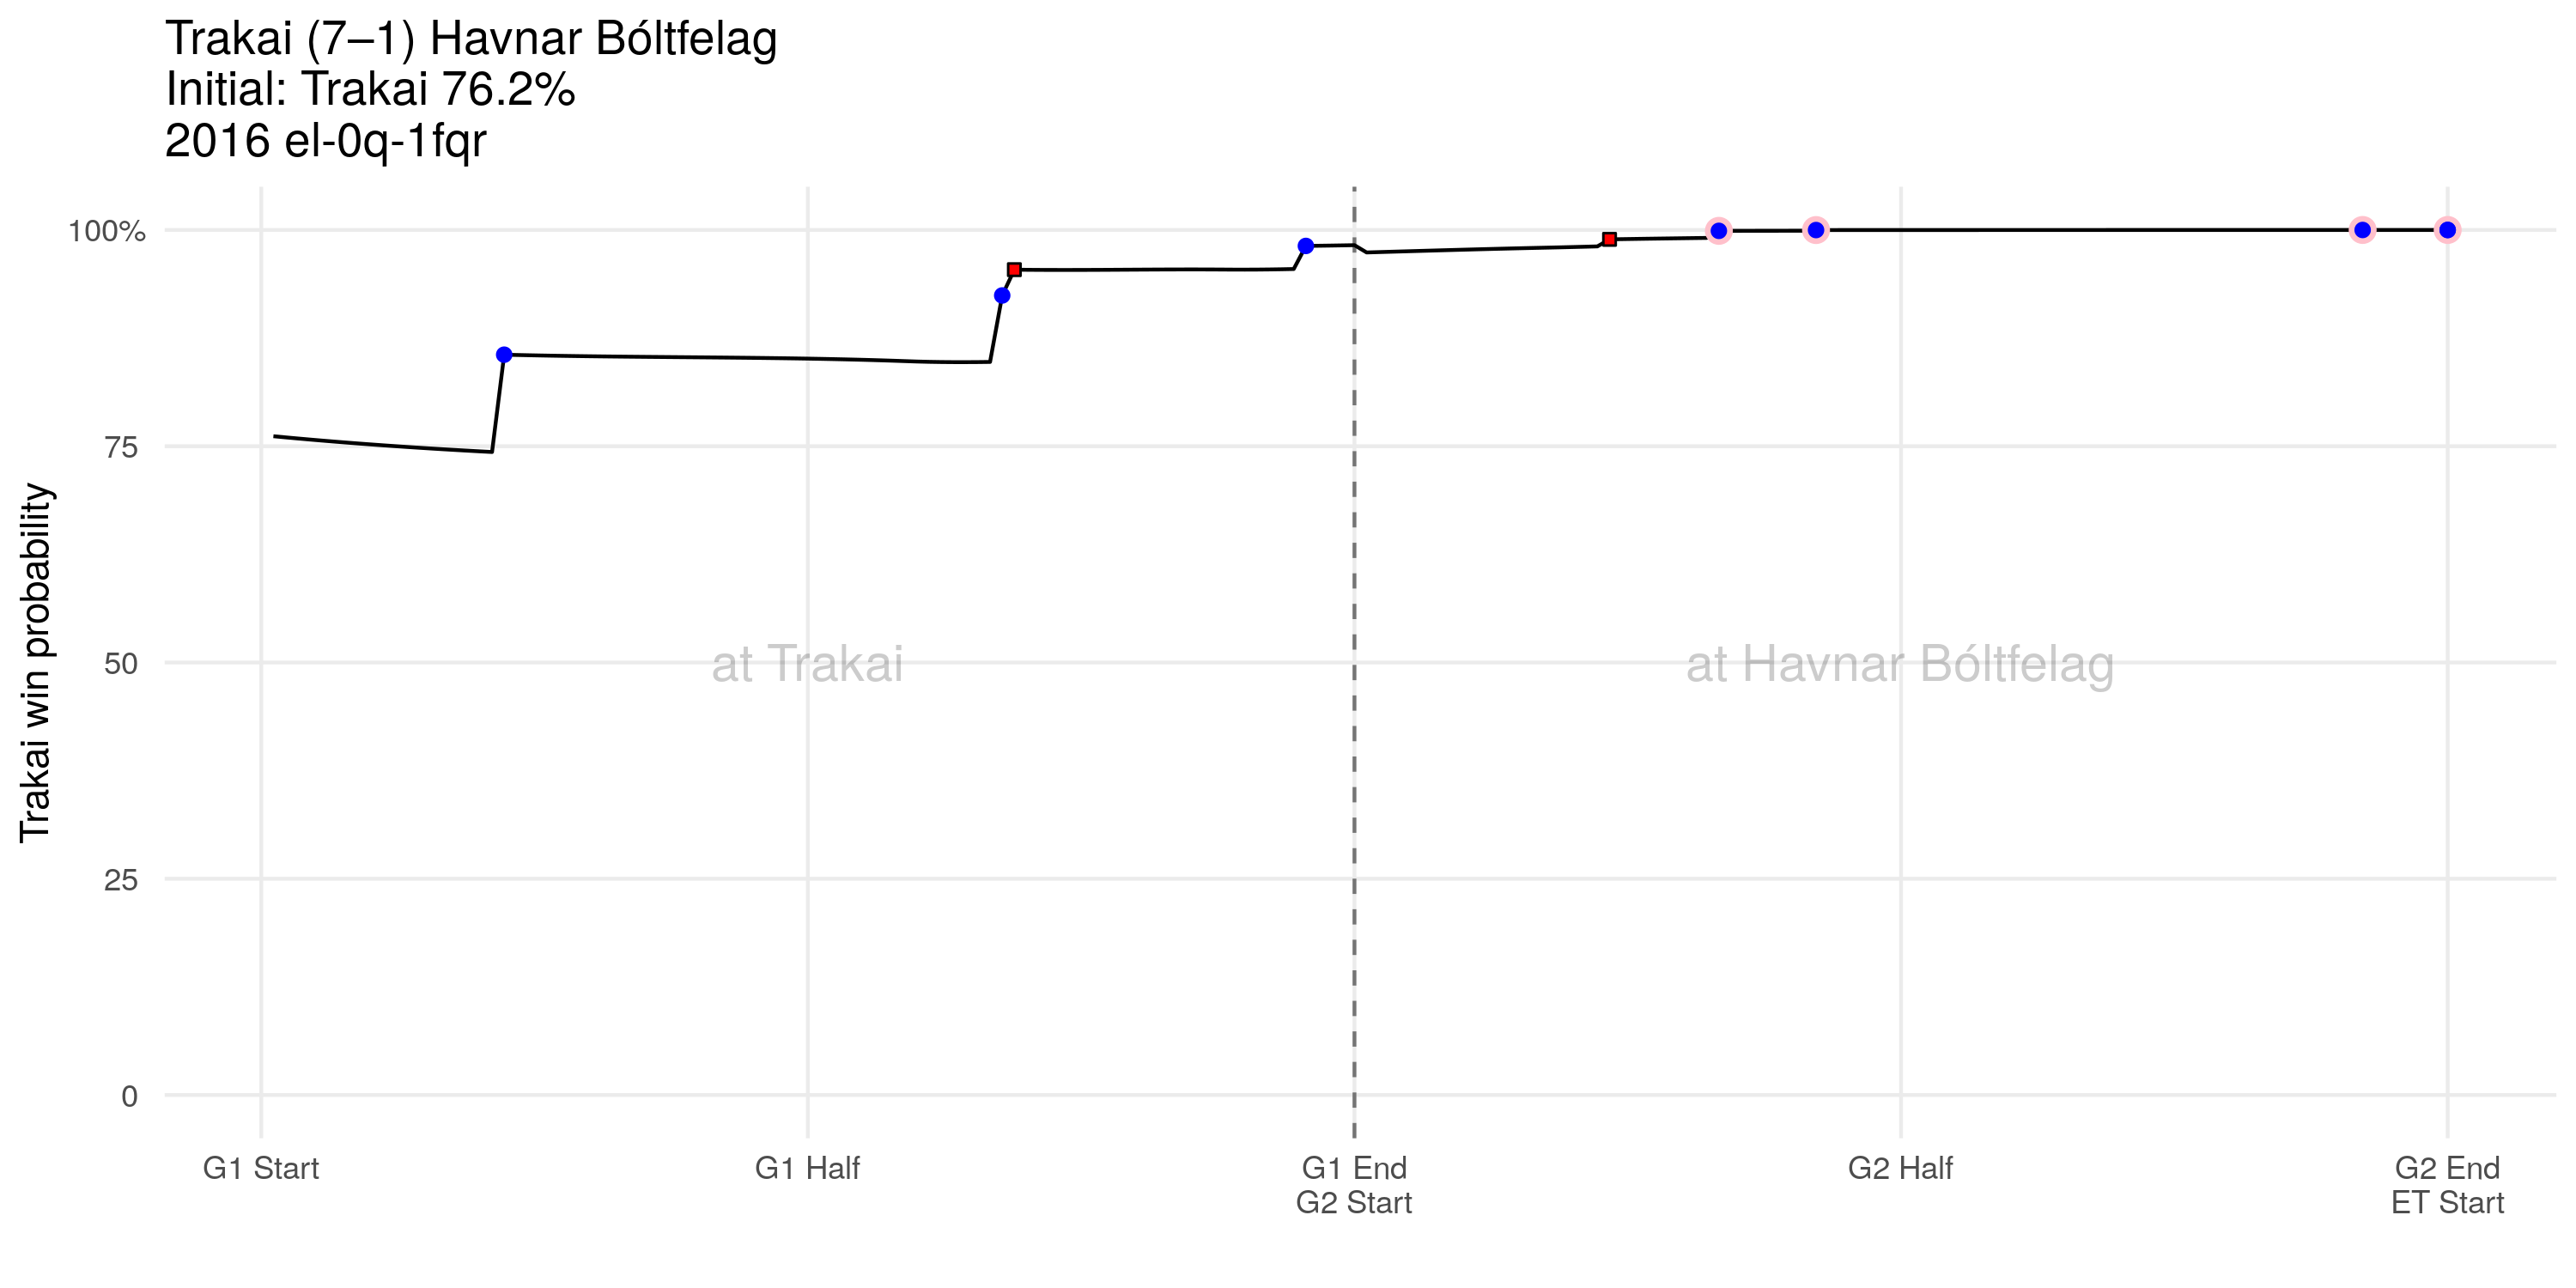 Trakai (7–1) Havnar Bóltfelag
Initial: Trakai 76.2%
2016 el-0q-1fqr
Trakai win probability
100%
75
50
25
0
at Trakai
at Havnar Bóltfelag
G1 Start
G1 Half
G1 End
G2 Start
G2 Half
G2 End
ET Start